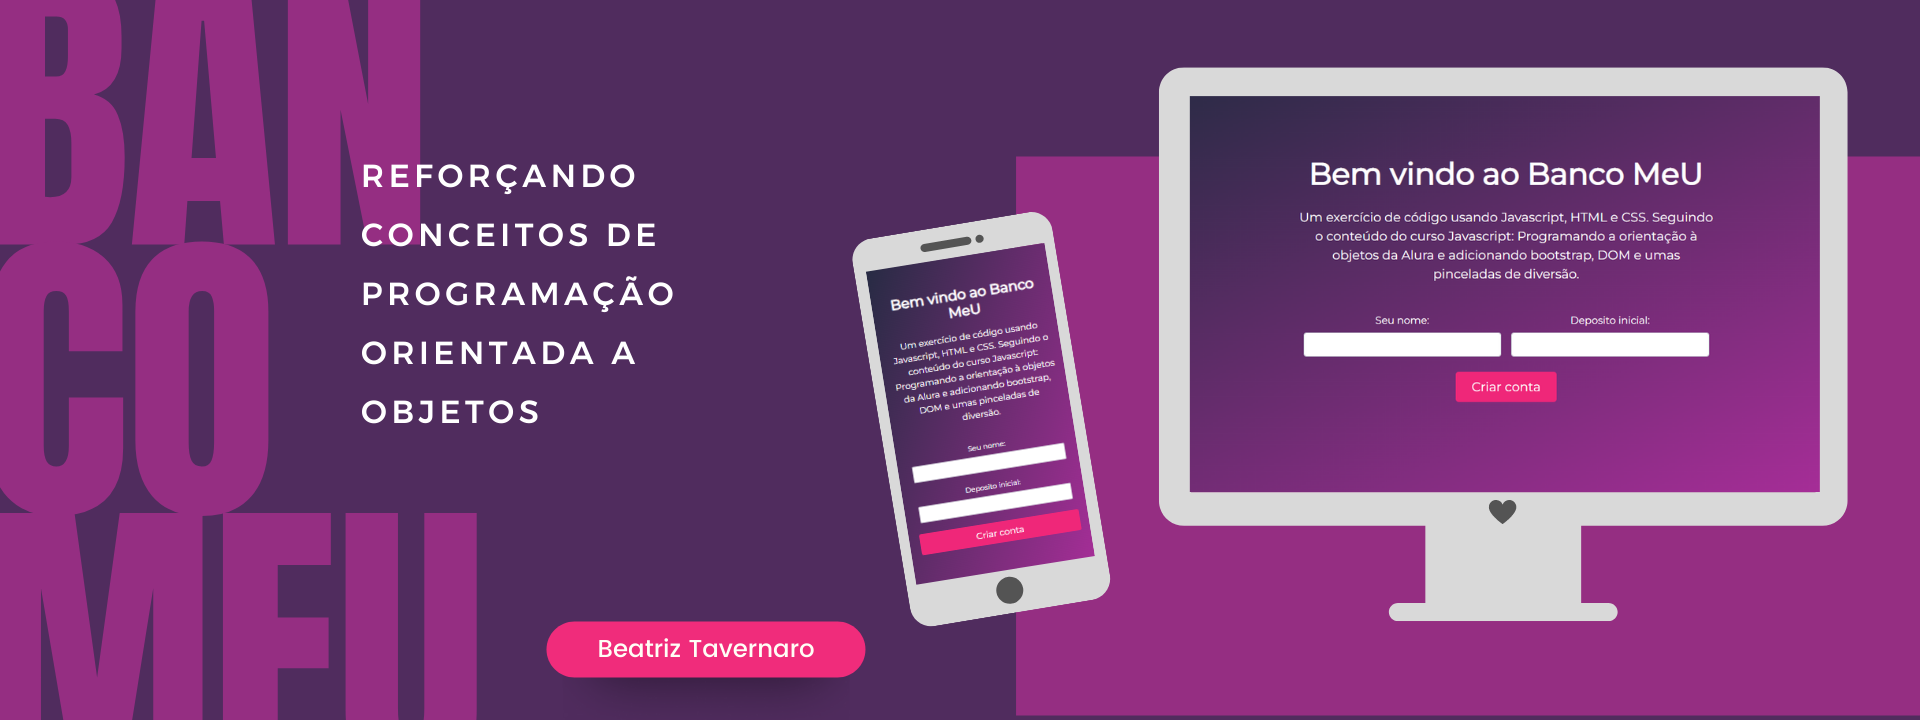 BAN
CO
MEU
REFORÇANDO
CONCEITOS DE
PROGRAMAÇÃO
ORIENTADA A
OBJETOS
Beatriz Tavernaro
Bem vindo ao Banco
MeU
Um exercício de código usando
Javascript, HTML e CSS. Seguindo o
conteúdo do curso Javascript:
Programando a orientação à objetos
da Alura e adicionando bootstrap,
DOM e umas pinceladas de
diversão.
Seu nome:
Deposito inicial:
Criar conta
Bem vindo ao Banco MeU
Um exercício de código usando Javascript, HTML e CSS. Seguindo
o conteúdo do curso Javascript: Programando a orientação à
objetos da Alura e adicionando bootstrap, DOM e umas
pinceladas de diversão.
Seu nome:
Deposito inicial:
Criar conta